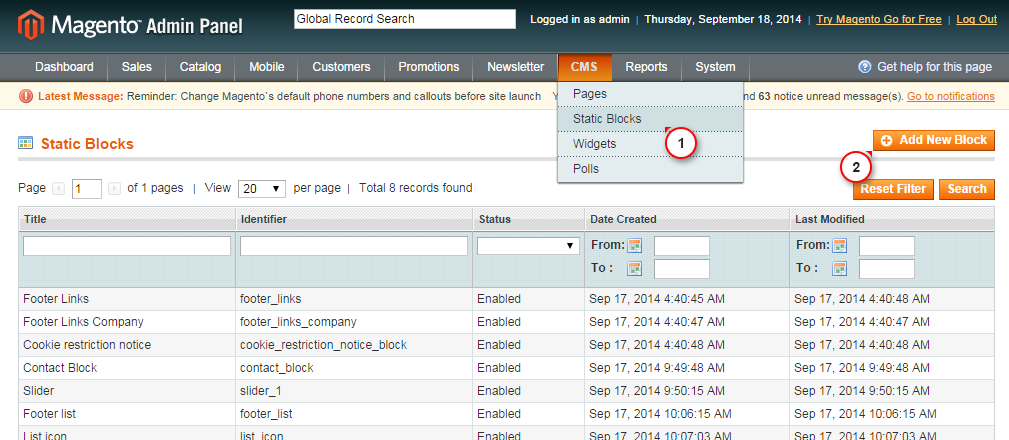 Magento Admin Panel
Global Record Search
Logged in as admin | Thursday, September 18, 2014 | Try Magento Go for Free | Log Out
Dashboard Sales Catalog Mobile Customers Promotions Newsletter CMS Reports System Get help for this page
Latest Message: Reminder: Change Magento`s default phone numbers and callouts before site launch 63 notice unread message(s). Go to notifications
Pages
Static Blocks
Widgets
Polls
1
Static Blocks
Add New Block
2
Page 1 of 1 pages | View 20 per page | Total 8 records found
Reset Filter Search
Title Identifier Status Date Created Last Modified
From: From:
To : To :
Footer Links footer_links Enabled Sep 17, 2014 4:40:45 AM Sep 17, 2014 4:40:48 AM
Footer Links Company footer_links_company Enabled Sep 17, 2014 4:40:47 AM Sep 17, 2014 4:40:47 AM
Cookie restriction notice cookie_restriction_notice_block Enabled Sep 17, 2014 4:40:48 AM Sep 17, 2014 4:40:48 AM
Contact Block contact_block Enabled Sep 17, 2014 9:49:48 AM Sep 17, 2014 9:49:48 AM
Slider slider_1 Enabled Sep 17, 2014 9:50:15 AM Sep 17, 2014 9:50:15 AM
Footer list footer_list Enabled Sep 17, 2014 10:06:15 AM Sep 17, 2014 10:06:15 AM
List icon list_icon Enabled Sep 17, 2014 10:07:03 AM Sep 17, 2014 10:07:03 AM